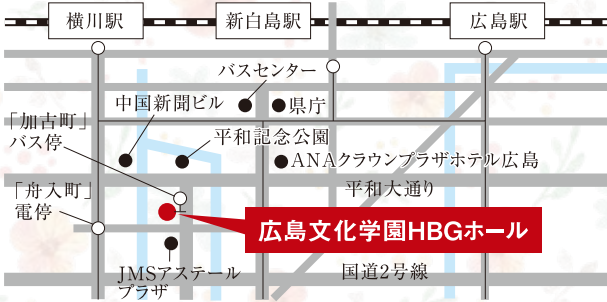 横川駅
新白島駅
広島駅
バスセンター
中国新聞ビル
県庁
「加古町」
バス停
平和記念公園
ANAクラウンプラザホテル広島
「舟入町」
電停
平和大通り
広島文化学園HBGホール
JMSアステール
プラザ
国道2号線